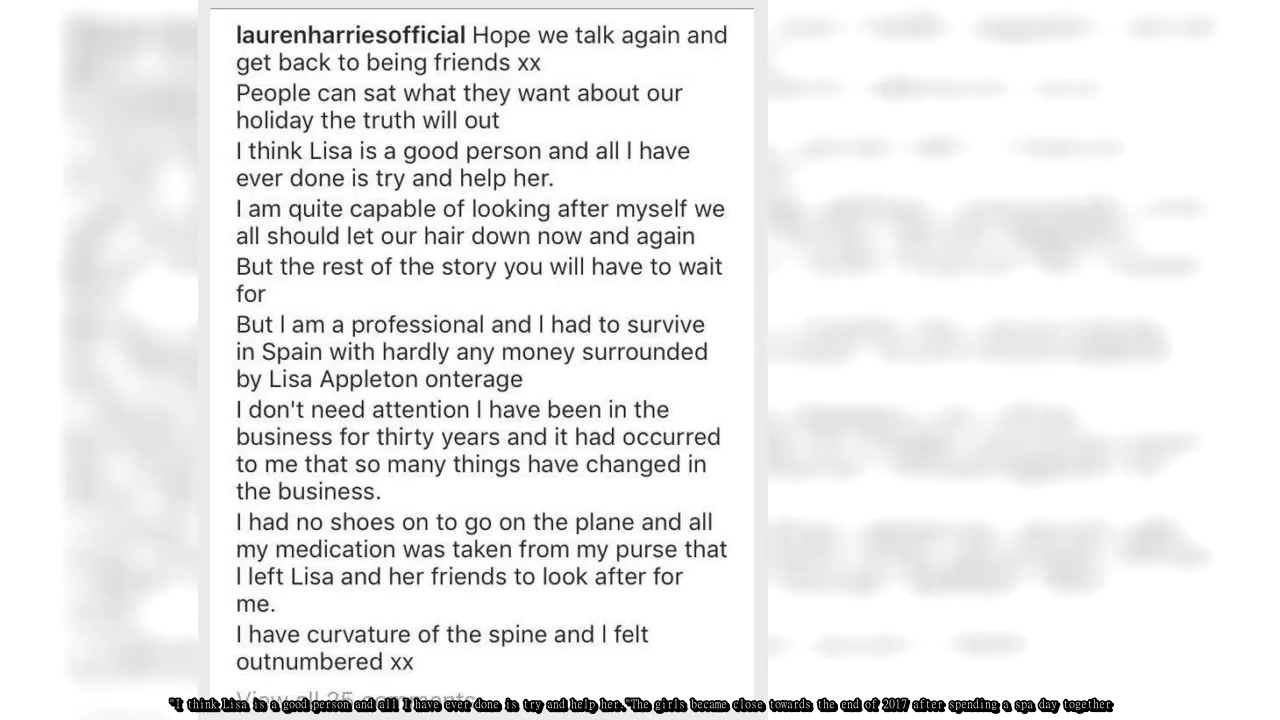 laurenharriesofficial Hope we talk again and
get back to being friends xx
People can sat what they want about our
holiday the truth will out
I think Lisa is a good person and all I have
ever done is try and help her.
I am quite capable of looking after myself we
all should let our hair down now and again
But the rest of the story you will have to wait
for
But I am a professional and I had to survive
in Spain with hardly any money surrounded
by Lisa Appleton onterage
I don't need attention I have been in the
business for thirty years and it had occurred
to me that so many things have changed in
the business.
I had no shoes on to go on the plane and all
my medication was taken from my purse that
I left Lisa and her friends to look after for
me.
I have curvature of the spine and I felt
outnumbered xx
View all 35 comments
"I think Lisa is a good person and all I have ever done is try and help her."The girls became close towards the end of 2017 after spending a spa day together